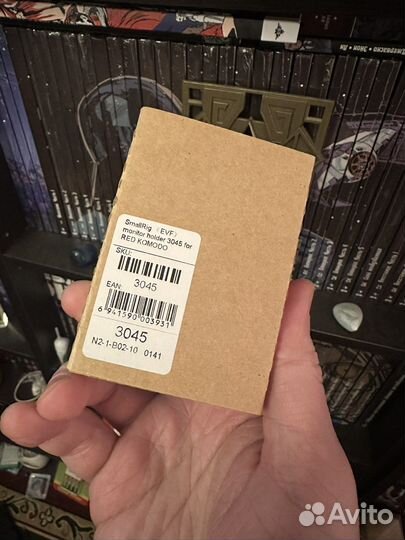 SmallRig （EVF）
monitor holder 3045 for
RED KOMODO
SKU:
3045
EAN:
6 941590 003931
3045
N2-1-B02-10 0141
Avito